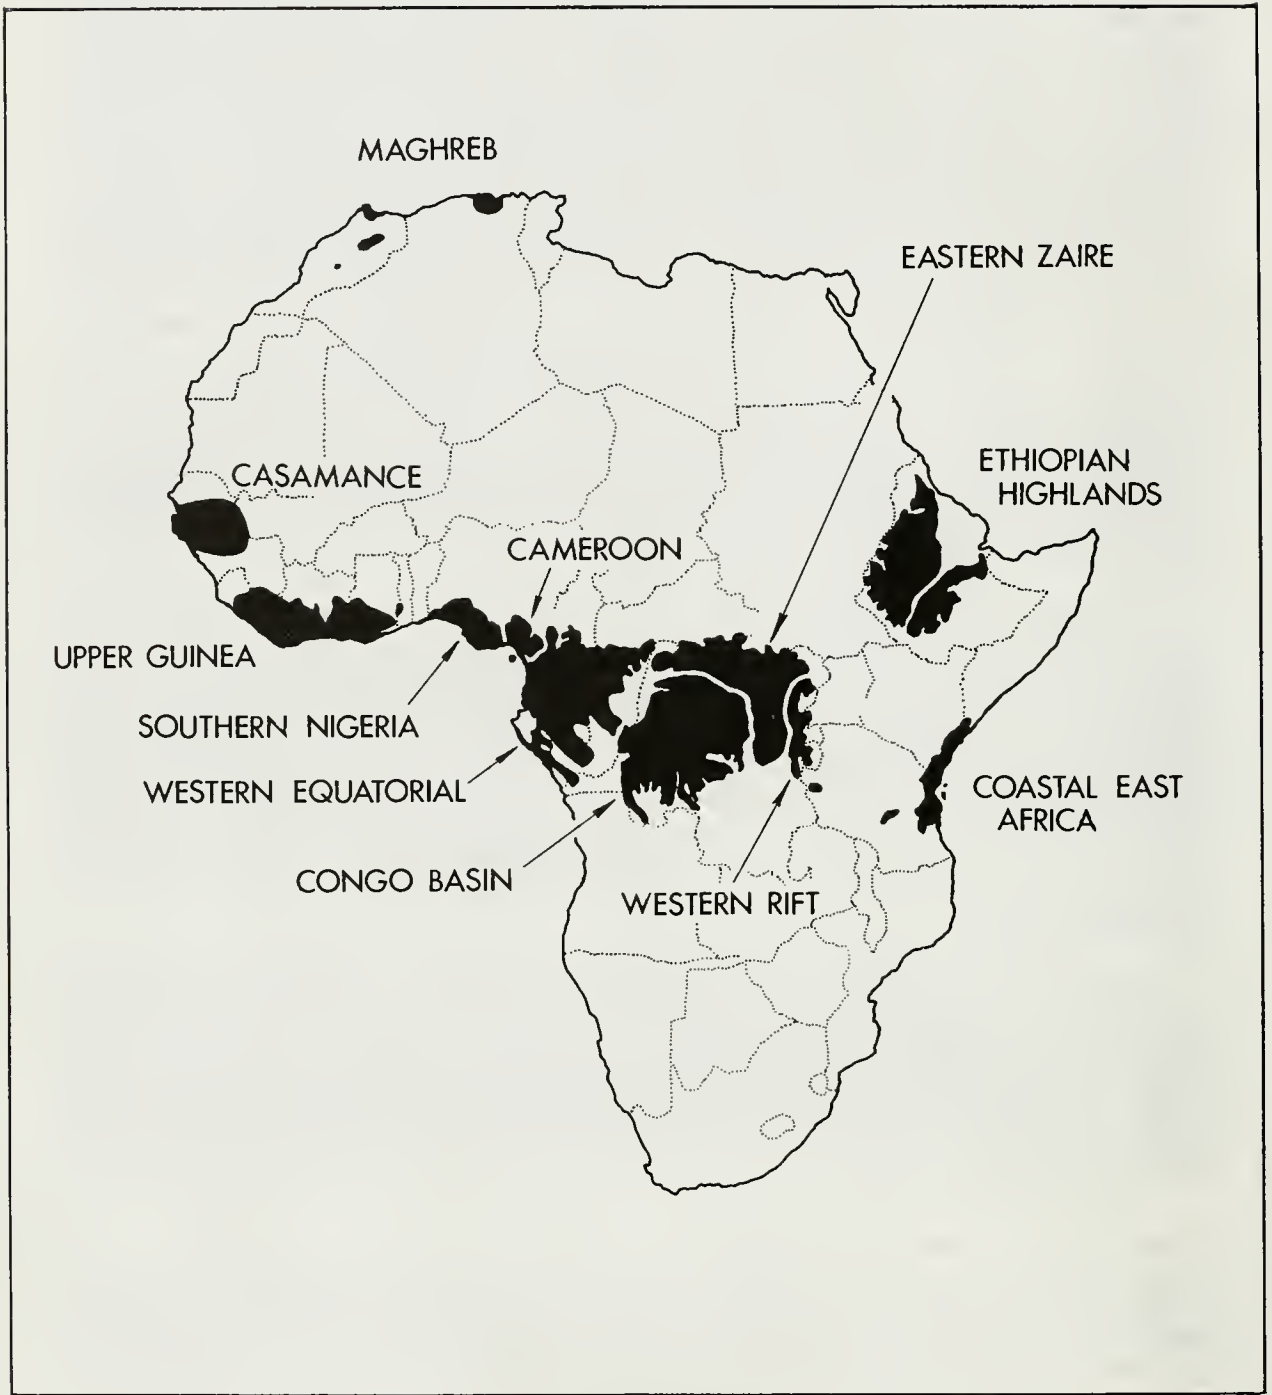 MAGHREB
EASTERN ZAIRE
ETHIOPIAN
HIGHLANDS
CASAMANCE
CAMEROON
UPPER GUINEA
SOUTHERN NIGERIA
WESTERN EQUATORIAL
COASTAL EAST
AFRICA
CONGO BASIN
WESTERN RIFT